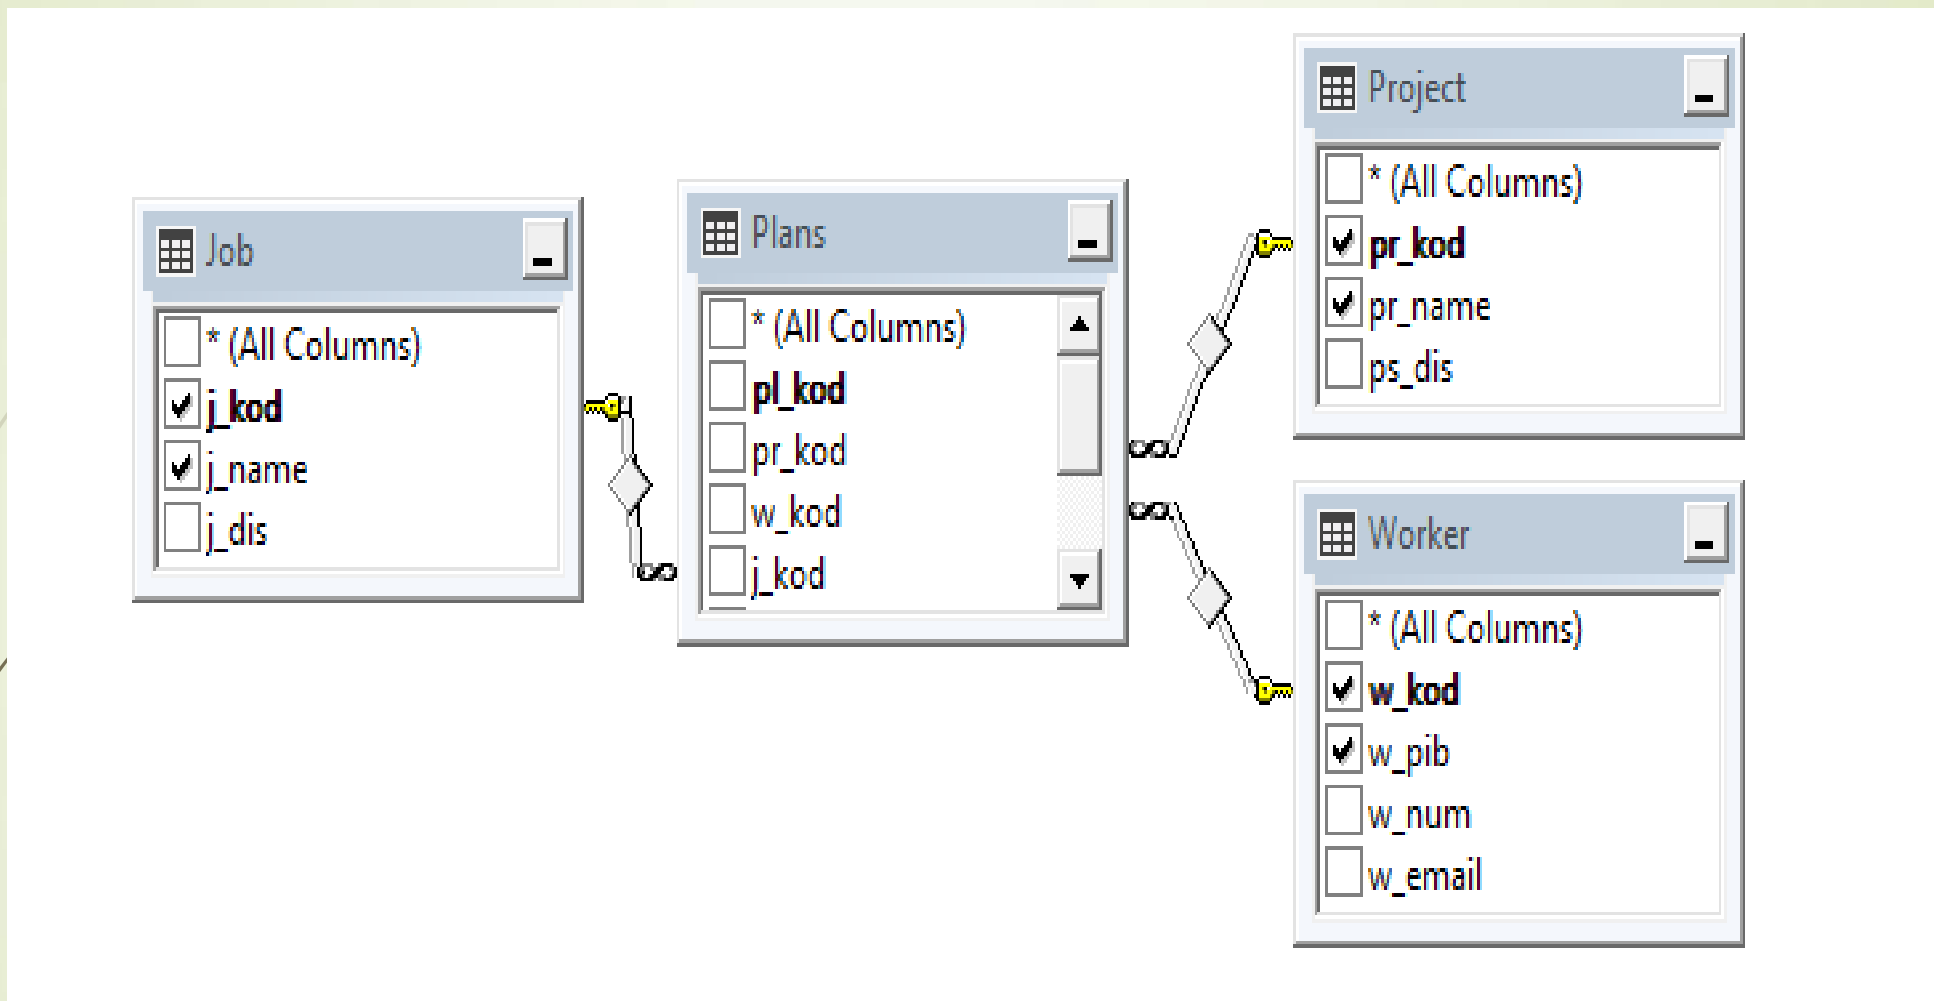 Job
* (All Columns)
j_kod
j_name
j_dis
Plans
* (All Columns)
pl_kod
pr_kod
w_kod
j_kod
Project
* (All Columns)
pr_kod
pr_name
ps_dis
Worker
* (All Columns)
w_kod
w_pib
w_num
w_email